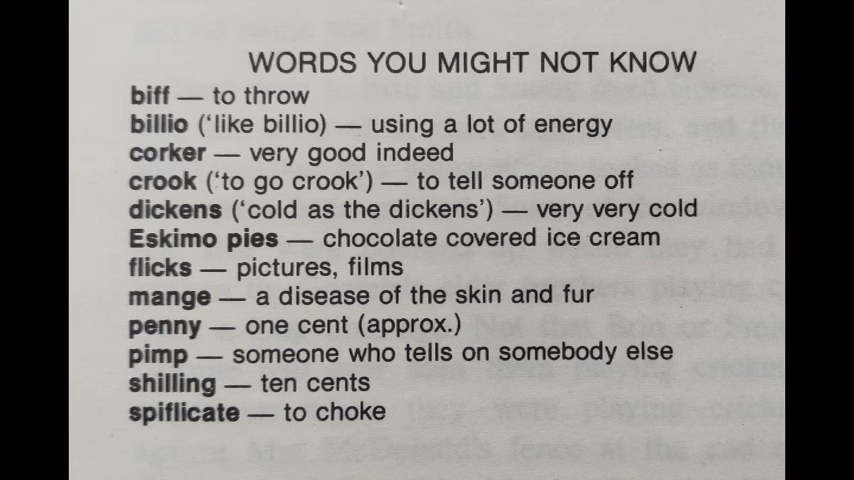 WORDS YOU MIGHT NOT KNOW
biff — to throw
billio ('like billio) — using a lot of energy
corker — very good indeed
crook ('to go crook') — to tell someone off
dickens ('cold as the dickens') — very very cold
Eskimo pies — chocolate covered ice cream
flicks — pictures, films
mange — a disease of the skin and fur
penny — one cent (approx.)
pimp — someone who tells on somebody else
shilling — ten cents
spiflicate — to choke